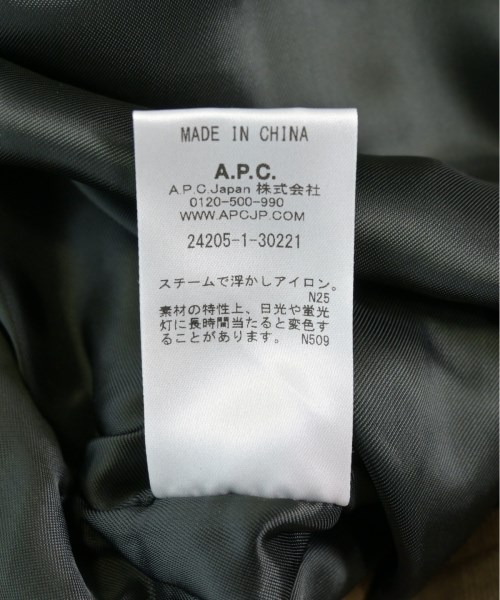 MADE IN CHINA
A.P.C.
A.P.C.Japan 株式会社
0120-500-990
WWW.APCJP.COM
24205-1-30221
スチームで浮かしアイロン。
N25
素材の特性上、日光や蛍光
灯に長時間当たると変色す
ることがあります。 N509